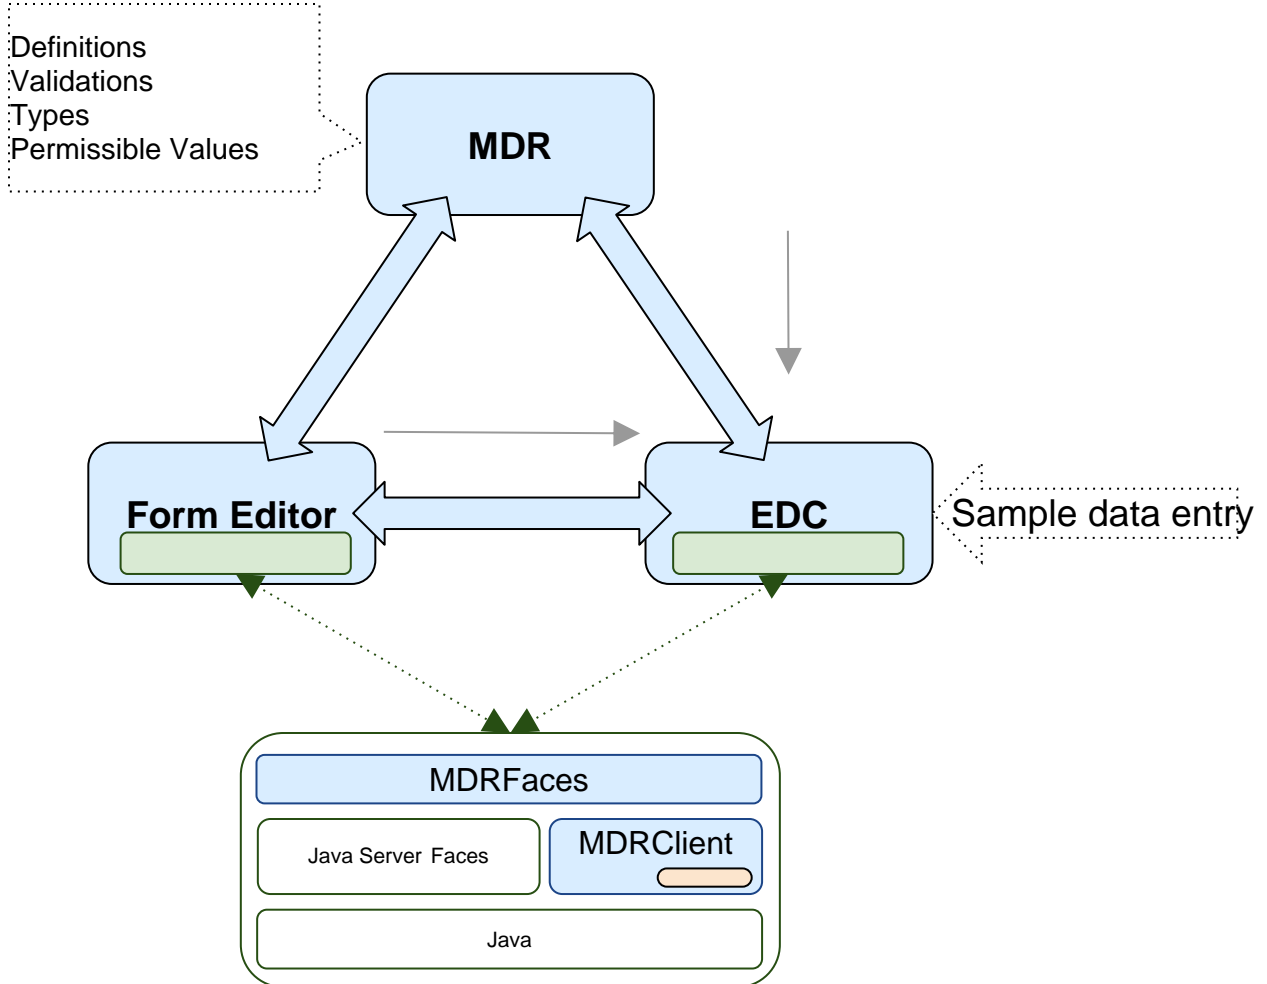 Definitions
Validations
Types
Permissible Values
MDR
Form Editor
EDC
Sample data entry
MDRFaces
Java Server Faces
MDRClient
Java